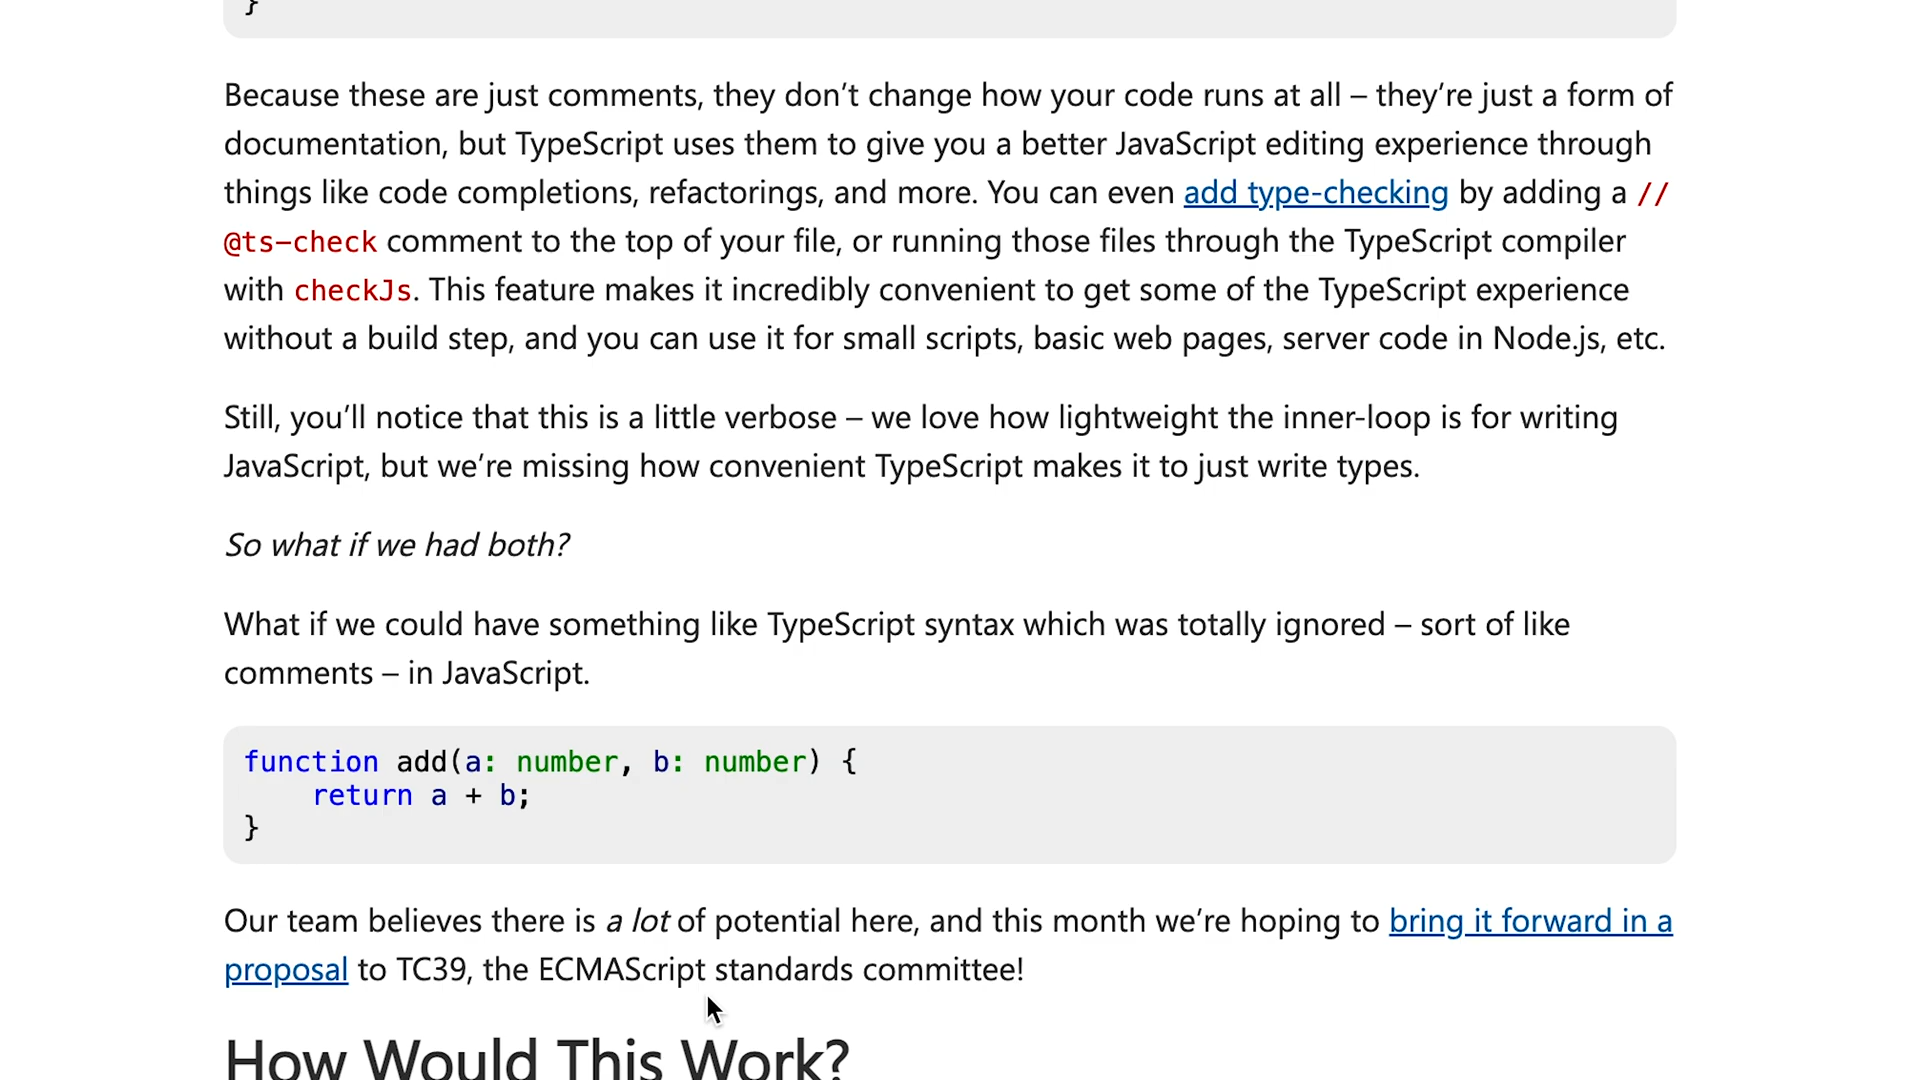 }
Because these are just comments, they don’t change how your code runs at all – they’re just a form of
documentation, but TypeScript uses them to give you a better JavaScript editing experience through
things like code completions, refactorings, and more. You can even add type-checking by adding a //
@ts-check comment to the top of your file, or running those files through the TypeScript compiler
with checkJs. This feature makes it incredibly convenient to get some of the TypeScript experience
without a build step, and you can use it for small scripts, basic web pages, server code in Node.js, etc.
Still, you’ll notice that this is a little verbose – we love how lightweight the inner-loop is for writing
JavaScript, but we’re missing how convenient TypeScript makes it to just write types.
So what if we had both?
What if we could have something like TypeScript syntax which was totally ignored – sort of like
comments – in JavaScript.
function add(a: number, b: number) {
    return a + b;
}
Our team believes there is a lot of potential here, and this month we’re hoping to bring it forward in a
proposal to TC39, the ECMAScript standards committee!
How Would This Work?